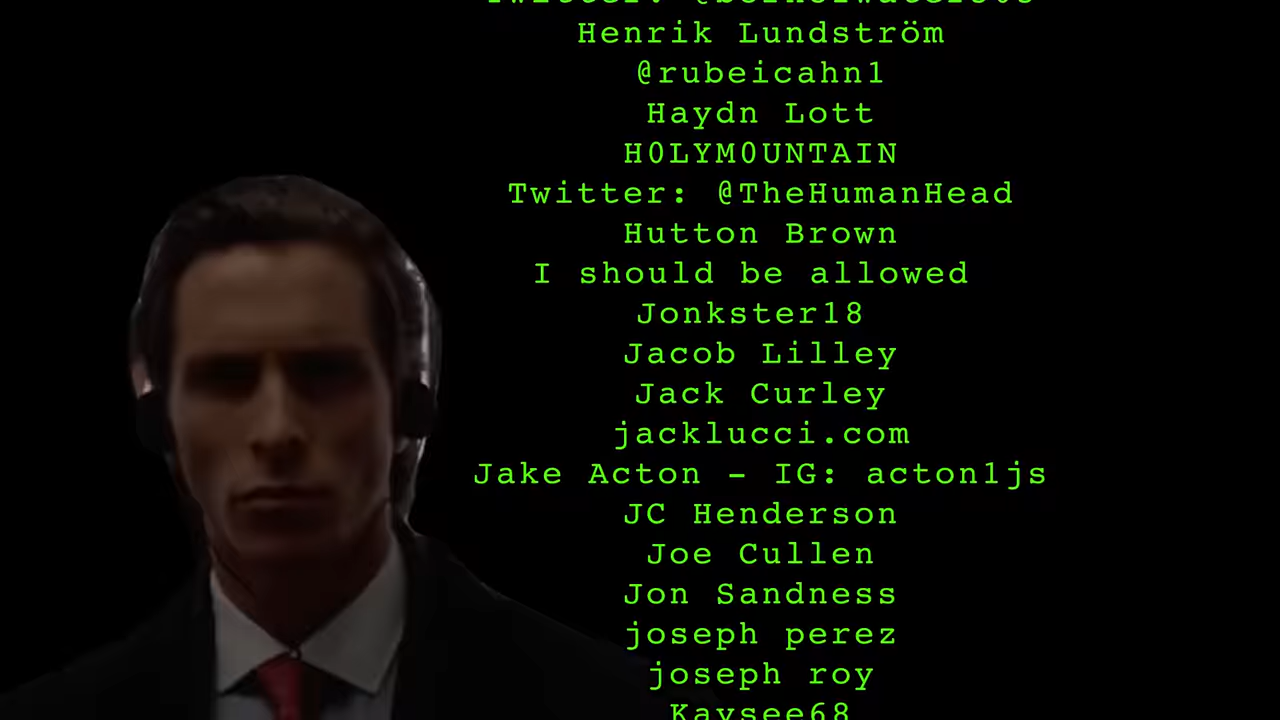 Henrik Lundström
@rubeicahn1
Haydn Lott
H0LYM0UNTAIN
Twitter: @TheHumanHead
Hutton Brown
I should be allowed
Jonkster18
Jacob Lilley
Jack Curley
jacklucci.com
Jake Acton - IG: acton1js
JC Henderson
Joe Cullen
Jon Sandness
joseph perez
joseph roy
Kaysee68